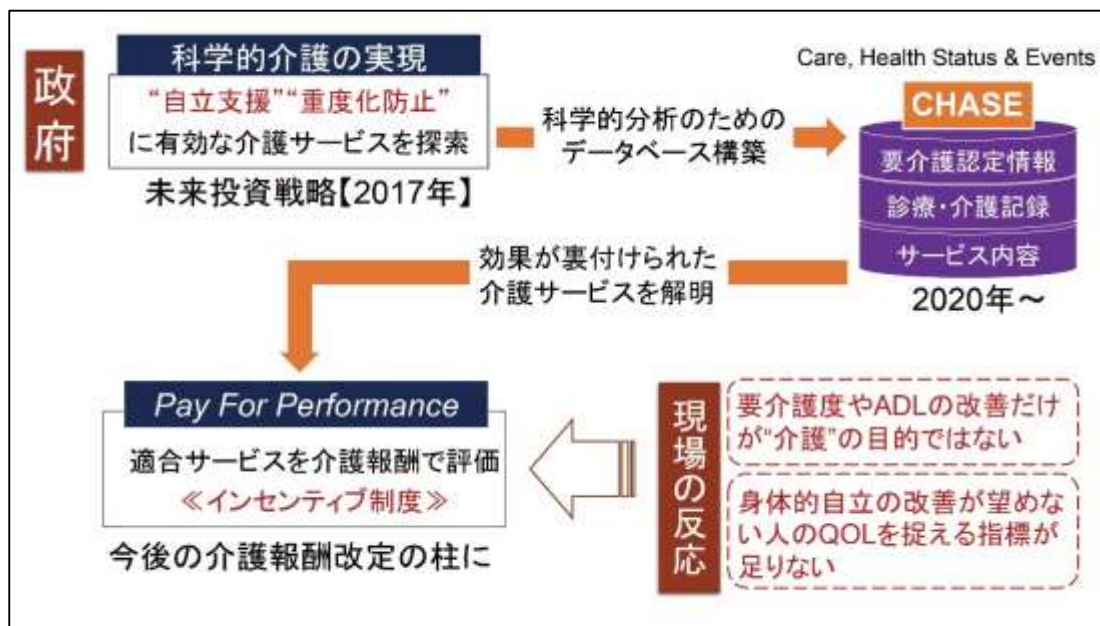 政府
科学的介護の実現
“自立支援”“重度化防止”
に有効な介護サービスを探索
未来投資戦略【2017年】
科学的分析のための
データベース構築
Care, Health Status & Events
CHASE
要介護認定情報
診療・介護記録
サービス内容
2020年～
効果が裏付けられた
介護サービスを解明
Pay For Performance
適合サービスを介護報酬で評価
≪インセンティブ制度≫
今後の介護報酬改定の柱に
現場の反応
要介護度やADLの改善だけ
が“介護”の目的ではない
身体的自立の改善が望めな
い人のQOLを捉える指標が
足りない